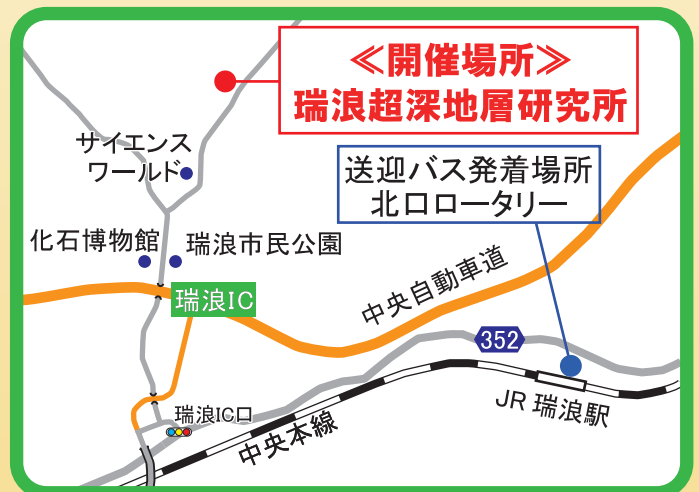 ≪開催場所≫
瑞浪超深地層研究所
サイエンス
ワールド
送迎バス発着場所
北口ロータリー
化石博物館
瑞浪市民公園
瑞浪IC
中央自動車道
352
瑞浪IC口
中央本線
JR 瑞浪駅